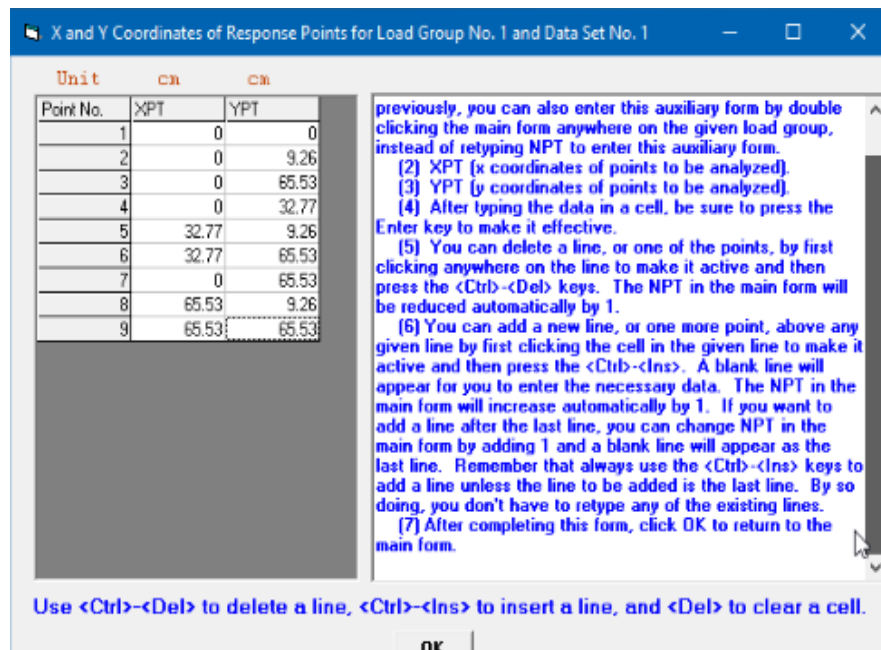 X and Y Coordinates of Response Points for Load Group No. 1 and Data Set No. 1
Unit cm cm
Point No. XPT YPT
1 0 0
2 0 9.26
3 0 65.53
4 0 32.77
5 32.77 9.26
6 32.77 65.53
7 0 65.53
8 65.53 9.26
9 65.53 65.53
previously, you can also enter this auxiliary form by double
clicking the main form anywhere on the given load group,
instead of retyping NPT to enter this auxiliary form.
(2) XPT (x coordinates of points to be analyzed).
(3) YPT (y coordinates of points to be analyzed).
(4) After typing the data in a cell, be sure to press the
Enter key to make it effective.
(5) You can delete a line, or one of the points, by first
clicking anywhere on the line to make it active and then
press the <Ctrl>-<Del> keys. The NPT in the main form will
be reduced automatically by 1.
(6) You can add a new line, or one more point, above any
given line by first clicking the cell in the given line to make it
active and then press the <Ctrl>-<Ins>. A blank line will
appear for you to enter the necessary data. The NPT in the
main form will increase automatically by 1. If you want to
add a line after the last line, you can change NPT in the
main form by adding 1 and a blank line will appear as the
last line. Remember that always use the <Ctrl>-<Ins> keys to
add a line unless the line to be added is the last line. By so
doing, you don't have to retype any of the existing lines.
(7) After completing this form, click OK to return to the
main form.
Use <Ctrl>-<Del> to delete a line, <Ctrl>-<Ins> to insert a line, and <Del> to clear a cell.
OK